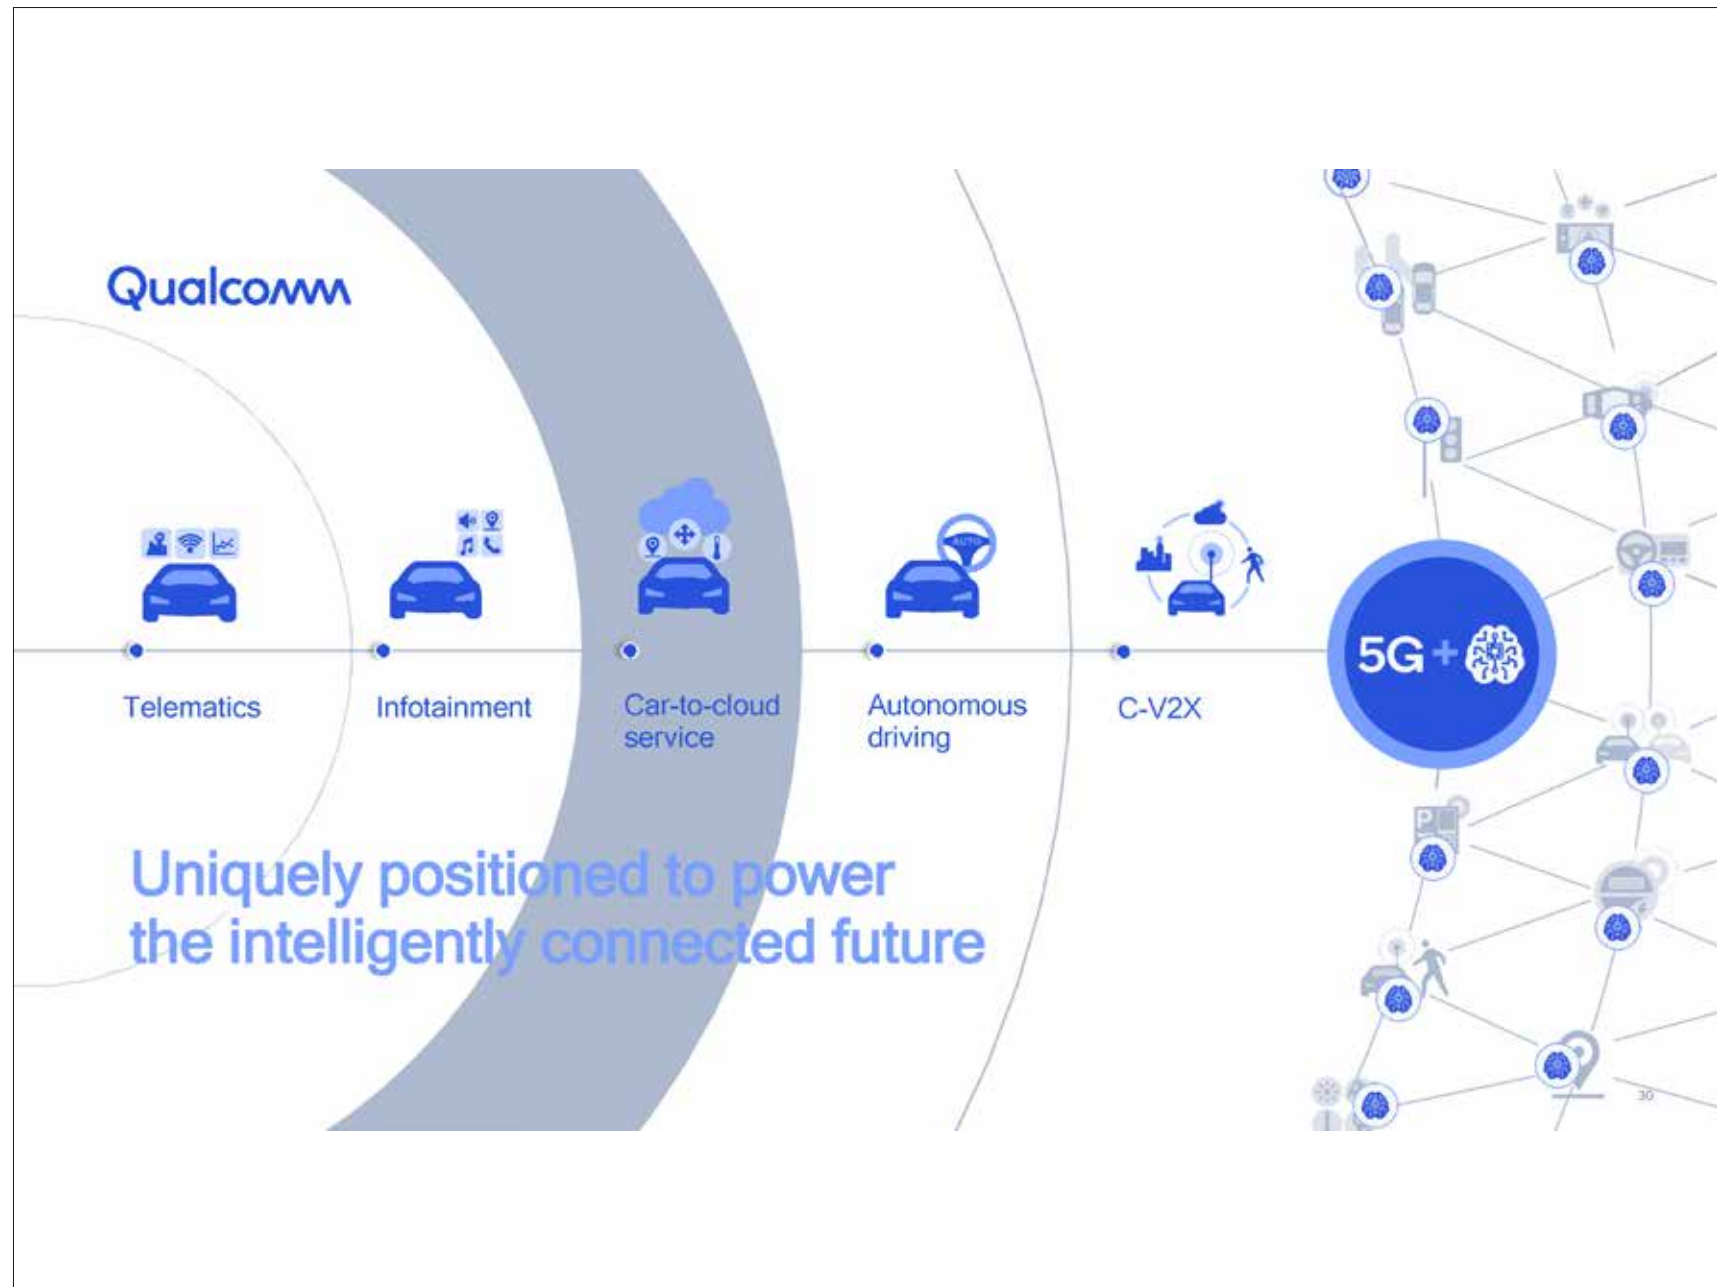 Qualcomm
AUTO
Telematics
Infotainment
Car-to-cloud
service
Autonomous
driving
C-V2X
5G +
P
Uniquely positioned to power
the intelligently connected future
30